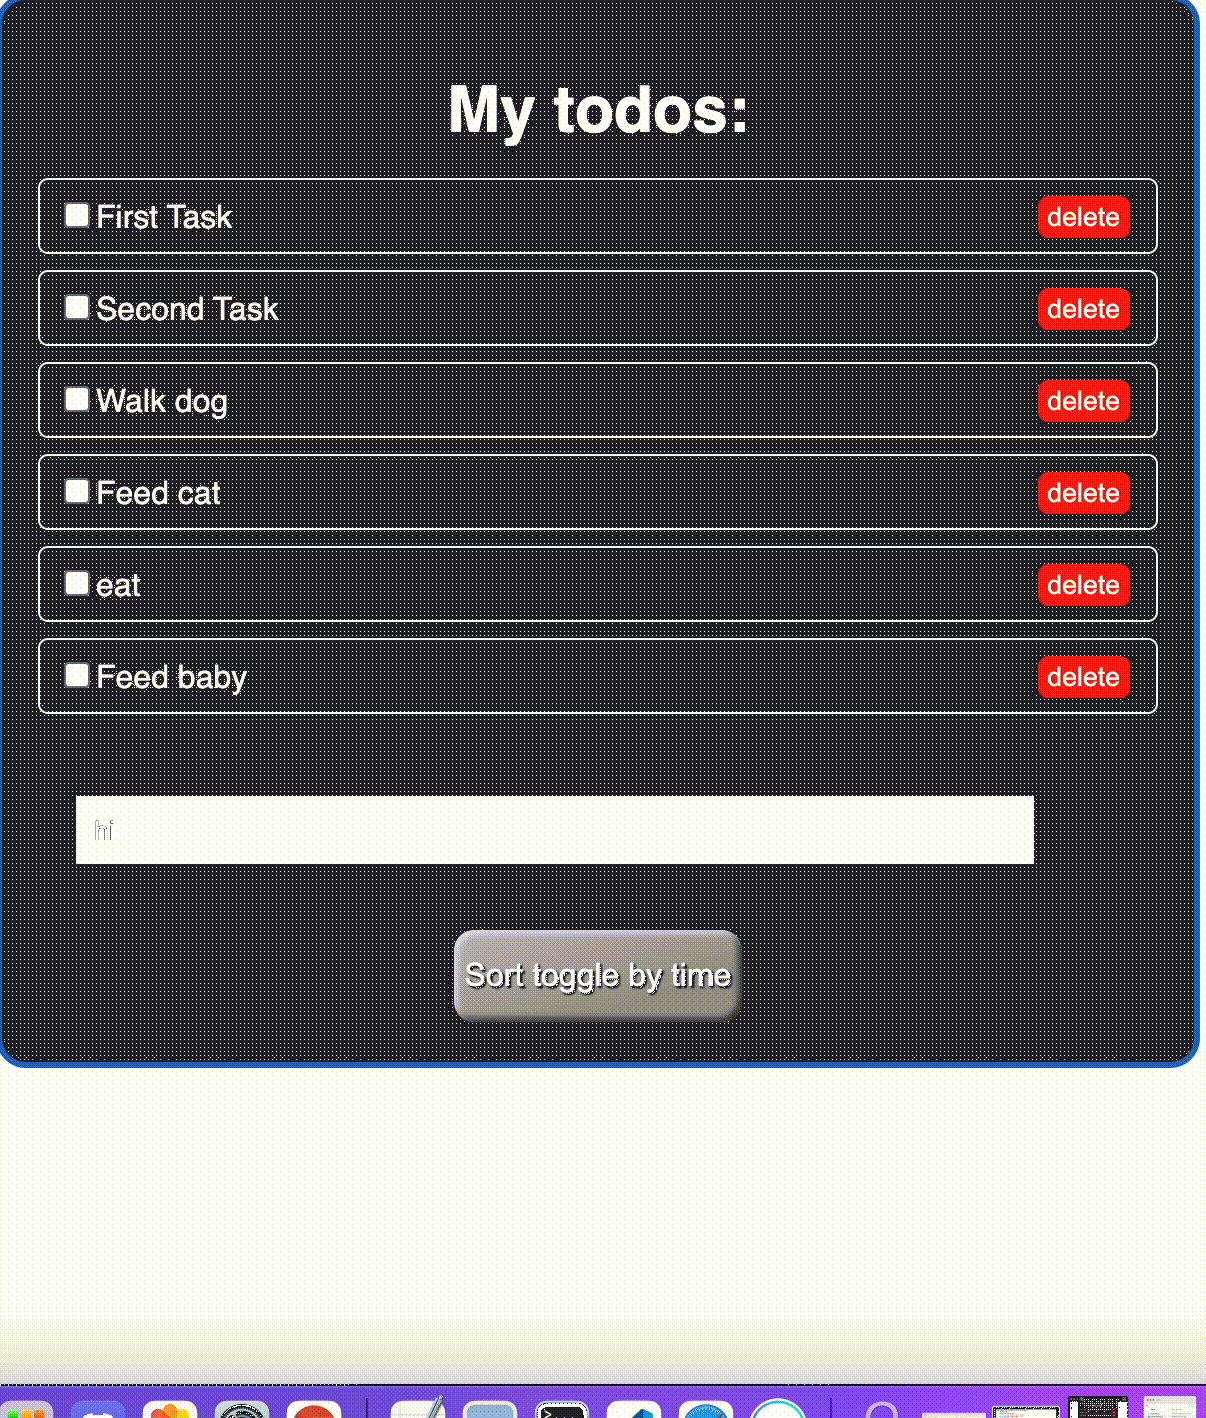 My todos:
First Task
delete
Second Task
delete
Walk dog
delete
Feed cat
delete
eat
delete
Feed baby
delete
hi
Sort toggle by time